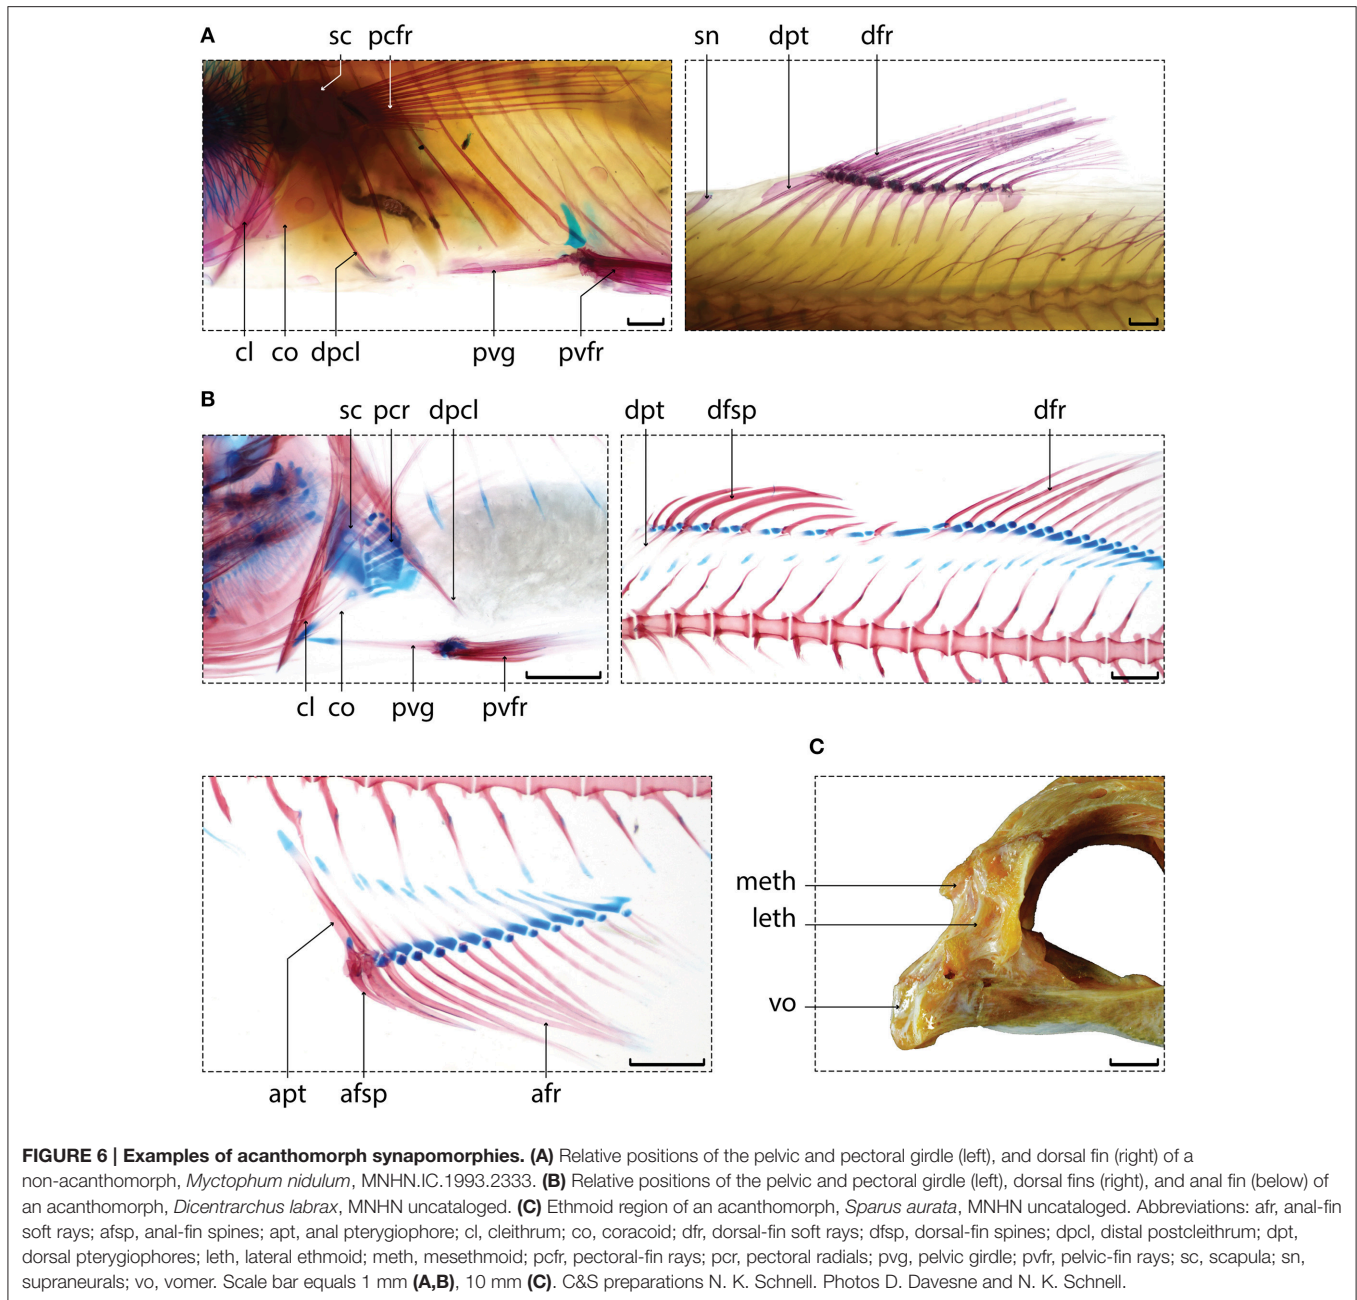 A
sc pcfr
sn dpt dfr
cl co dpcl pvg pvfr
B
sc pcr dpcl
dpt dfsp dfr
cl co pvg pvfr
C
meth
leth
vo
apt afsp afr
FIGURE 6 | Examples of acanthomorph synapomorphies. (A) Relative positions of the pelvic and pectoral girdle (left), and dorsal fin (right) of a
non-acanthomorph, Myctophum nidulum, MNHN.IC.1993.2333. (B) Relative positions of the pelvic and pectoral girdle (left), dorsal fins (right), and anal fin (below) of
an acanthomorph, Dicentrarchus labrax, MNHN uncataloged. (C) Ethmoid region of an acanthomorph, Sparus aurata, MNHN uncataloged. Abbreviations: afr, anal-fin
soft rays; afsp, anal-fin spines; apt, anal pterygiophore; cl, cleithrum; co, coracoid; dfr, dorsal-fin soft rays; dfsp, dorsal-fin spines; dpcl, distal postcleithrum; dpt,
dorsal pterygiophores; leth, lateral ethmoid; meth, mesethmoid; pcfr, pectoral-fin rays; pcr, pectoral radials; pvg, pelvic girdle; pvfr, pelvic-fin rays; sc, scapula; sn,
supraneurals; vo, vomer. Scale bar equals 1 mm (A,B), 10 mm (C). C&S preparations N. K. Schnell. Photos D. Davesne and N. K. Schnell.